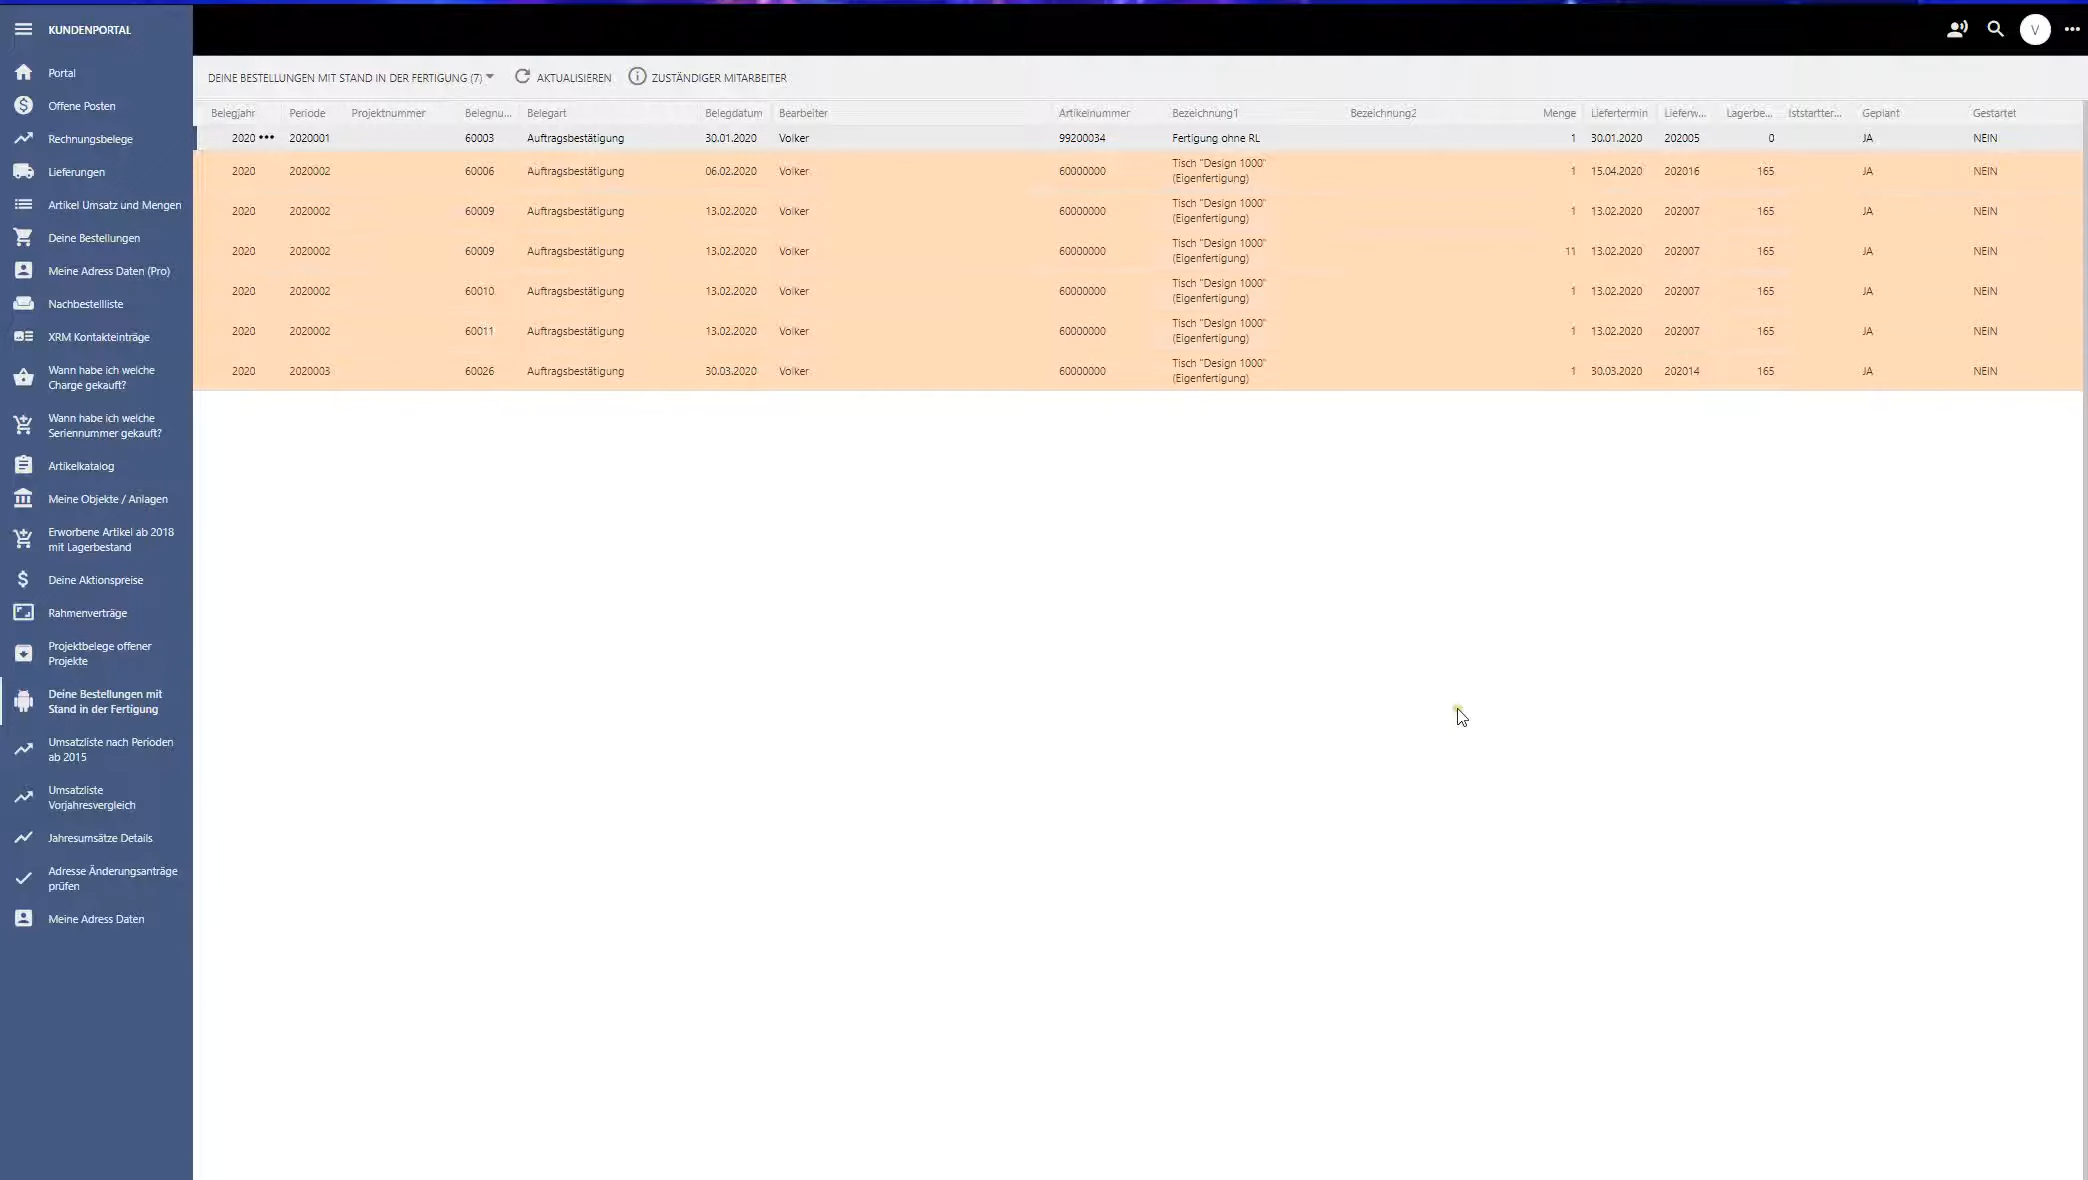 KUNDENPORTAL
V
Portal
Offene Posten
Rechnungsbelege
Lieferungen
Artikel Umsatz und Mengen
Deine Bestellungen
Meine Adress Daten (Pro)
Nachbestellliste
XRM Kontakteinträge
Wann habe ich welche
Charge gekauft?
Wann habe ich welche
Seriennummer gekauft?
Artikelkatalog
Meine Objekte / Anlagen
Erworbene Artikel ab 2018
mit Lagerbestand
Deine Aktionspreise
Rahmenverträge
Projektbelege offener
Projekte
Deine Bestellungen mit
Stand in der Fertigung
Umsatzliste nach Perioden
ab 2015
Umsatzliste
Vorjahresvergleich
Jahresumsätze Details
Adresse Änderungsanträge
prüfen
Meine Adress Daten
DEINE BESTELLUNGEN MIT STAND IN DER FERTIGUNG (7) AKTUALISIEREN ZUSTÄNDIGER MITARBEITER
Belegjahr Periode Projektnummer Belegnu... Belegart Belegdatum Bearbeiter Artikelnummer Bezeichnung1 Bezeichnung2 Menge Liefertermin Lieferw... Lagerbe... Iststartter... Geplant Gestartet
2020 ••• 2020001 60003 Auftragsbestätigung 30.01.2020 Volker 99200034 Fertigung ohne RL 1 30.01.2020 202005 0 JA NEIN
2020 2020002 60006 Auftragsbestätigung 06.02.2020 Volker 60000000 Tisch "Design 1000" 1 15.04.2020 202016 165 JA NEIN
(Eigenfertigung)
2020 2020002 60009 Auftragsbestätigung 13.02.2020 Volker 60000000 Tisch "Design 1000" 1 13.02.2020 202007 165 JA NEIN
(Eigenfertigung)
2020 2020002 60009 Auftragsbestätigung 13.02.2020 Volker 60000000 Tisch "Design 1000" 11 13.02.2020 202007 165 JA NEIN
(Eigenfertigung)
2020 2020002 60010 Auftragsbestätigung 13.02.2020 Volker 60000000 Tisch "Design 1000" 1 13.02.2020 202007 165 JA NEIN
(Eigenfertigung)
2020 2020002 60011 Auftragsbestätigung 13.02.2020 Volker 60000000 Tisch "Design 1000" 1 13.02.2020 202007 165 JA NEIN
(Eigenfertigung)
2020 2020003 60026 Auftragsbestätigung 30.03.2020 Volker 60000000 Tisch "Design 1000" 1 30.03.2020 202014 165 JA NEIN
(Eigenfertigung)